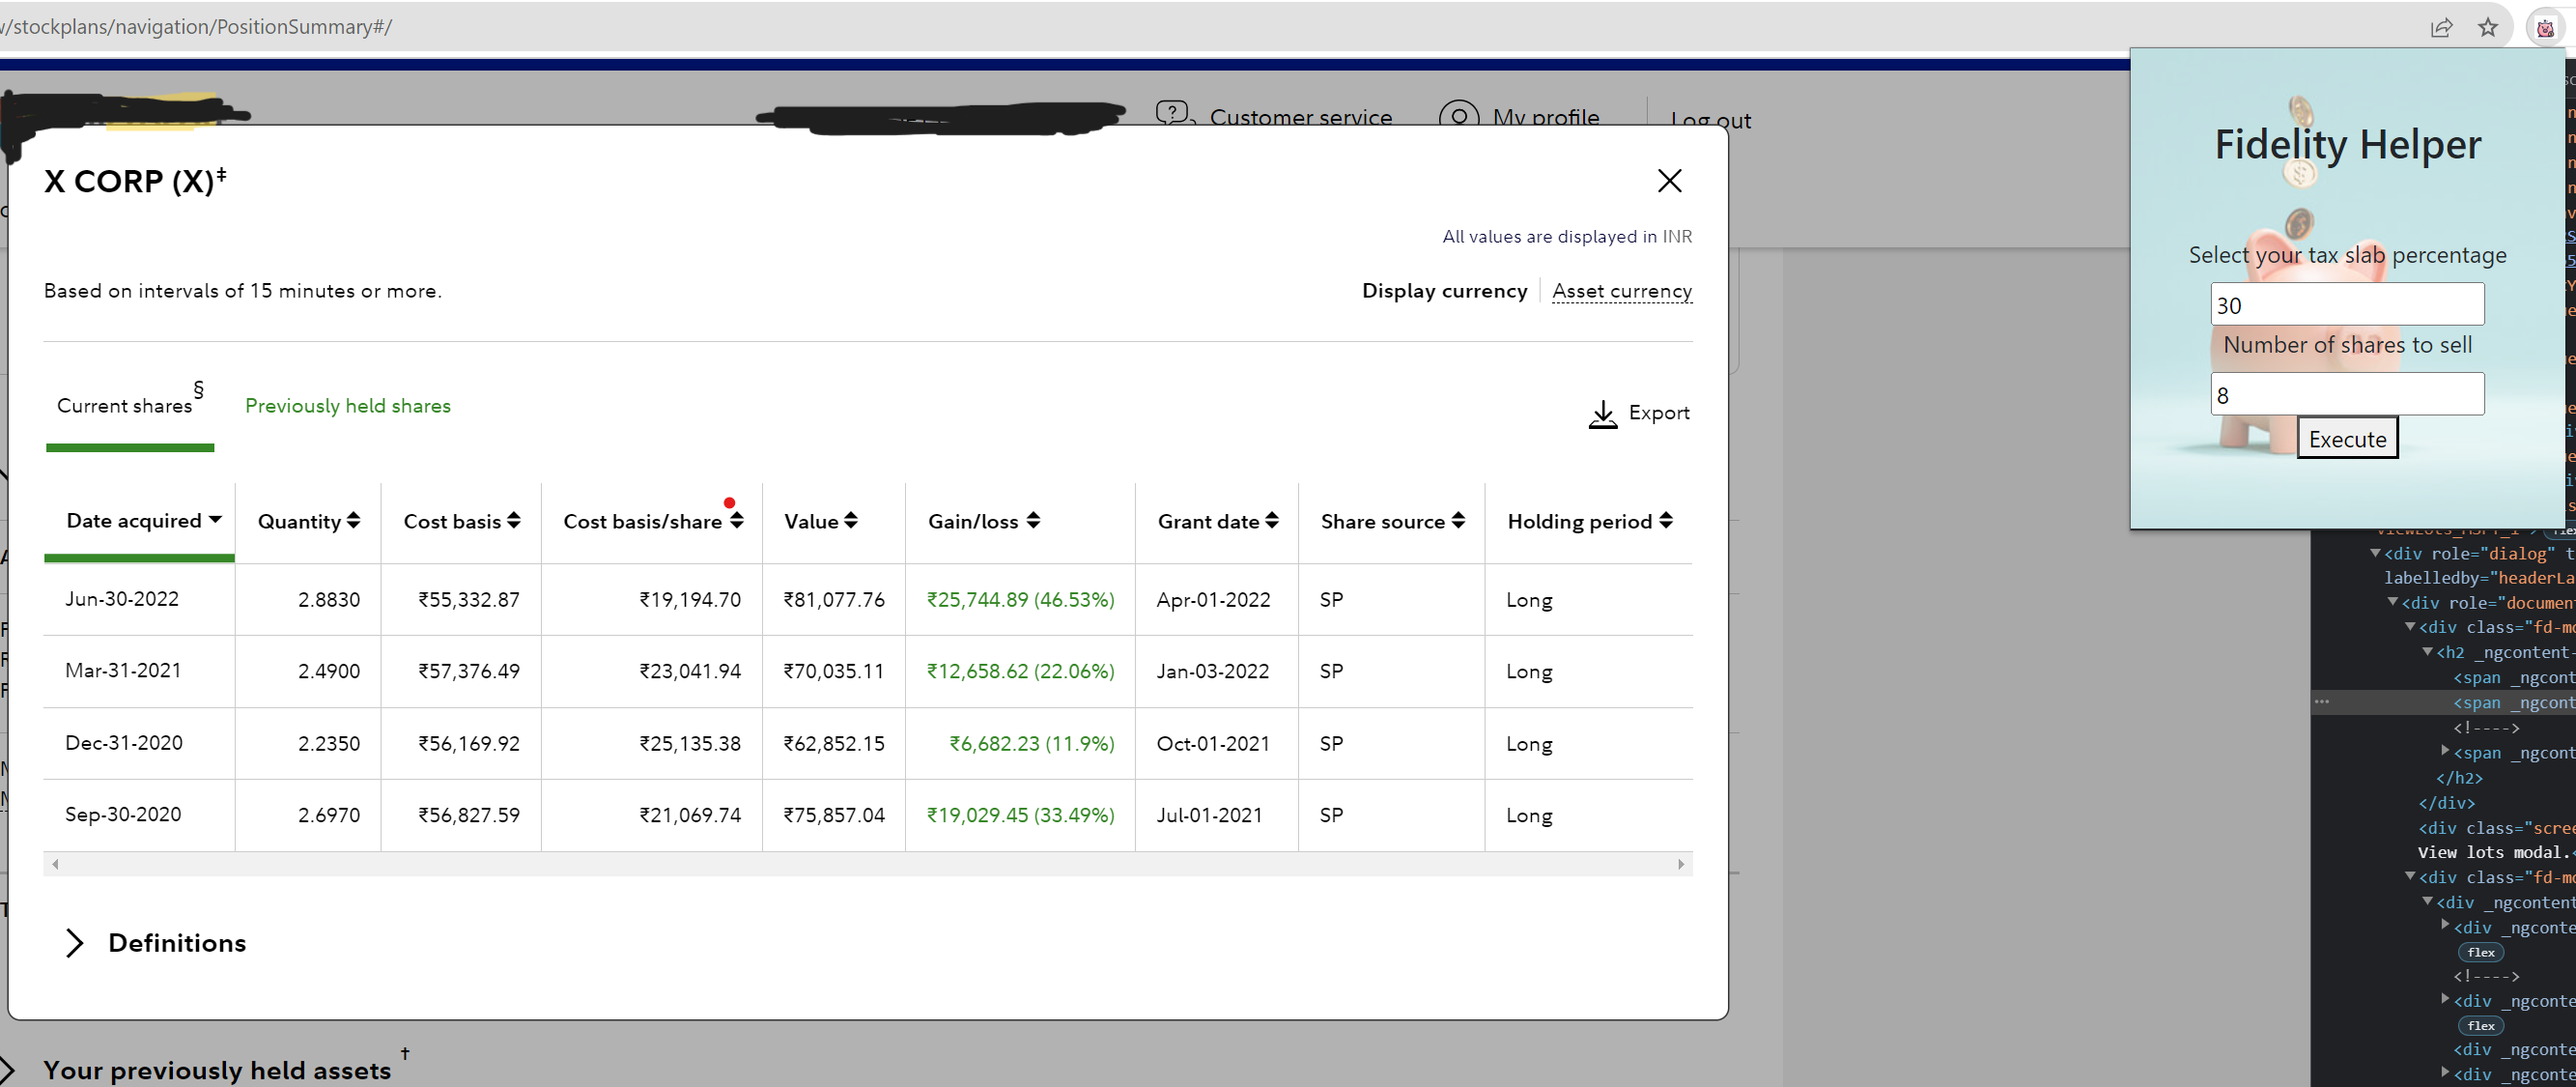 /stockplans/navigation/PositionSummary#/
Customer service
My profile
Log out
X CORP (X)‡
All values are displayed in INR
Based on intervals of 15 minutes or more.
Display currency
Asset currency
Current shares§
Previously held shares
Export
Date acquired Quantity Cost basis Cost basis/share Value Gain/loss Grant date Share source Holding period
Jun-30-2022 2.8830 ₹55,332.87 ₹19,194.70 ₹81,077.76 ₹25,744.89 (46.53%) Apr-01-2022 SP Long
Mar-31-2021 2.4900 ₹57,376.49 ₹23,041.94 ₹70,035.11 ₹12,658.62 (22.06%) Jan-03-2022 SP Long
Dec-31-2020 2.2350 ₹56,169.92 ₹25,135.38 ₹62,852.15 ₹6,682.23 (11.9%) Oct-01-2021 SP Long
Sep-30-2020 2.6970 ₹56,827.59 ₹21,069.74 ₹75,857.04 ₹19,029.45 (33.49%) Jul-01-2021 SP Long
Definitions
Your previously held assets †
Fidelity Helper
Select your tax slab percentage
30
Number of shares to sell
8
Execute
<div role="dialog" t
labelledby="headerLa
<div role="documen
<div class="fd-mo
<h2 _ngcontent-
<span _ngcont
<span _ngcont
<!---->
<span _ngcont
</h2>
</div>
<div class="scree
View lots modal.<
<div class="fd-mo
<div _ngcontent
<div _ngconte
flex
<!---->
<div _ngconte
flex
<div _ngconte
<div _ngconte